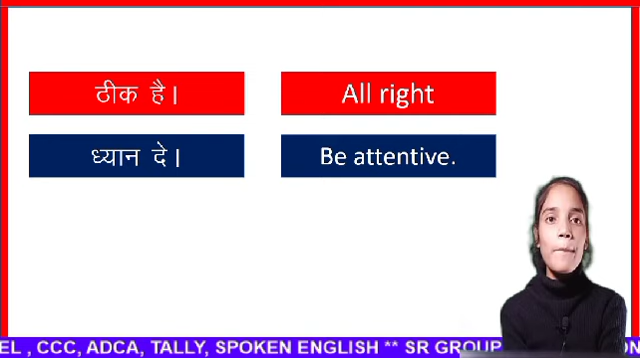 ठीक है।
All right
ध्यान दे।
Be attentive.
EL , CCC, ADCA, TALLY, SPOKEN ENGLISH ** SR GROUP